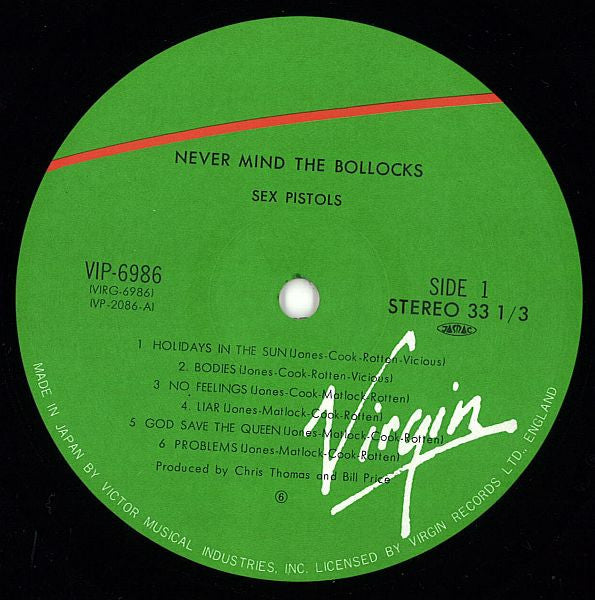 NEVER MIND THE BOLLOCKS
SEX PISTOLS
VIP-6986
(VIRG-6986)
(VP-2086-A)
SIDE 1
STEREO 33 1/3
JASRAC
1 HOLIDAYS IN THE SUN (Jones-Cook-Rotten-Vicious)
2. BODIES (Jones-Cook-Rotten-Vicious)
3 NO FEELINGS (Jones-Cook-Matlock-Rotten)
4. LIAR (Jones-Matlock-Cook-Rotten)
5 GOD SAVE THE QUEEN (Jones-Matlock-Cook-Rotten)
6 PROBLEMS (Jones-Matlock-Cook-Rotten)
Produced by Chris Thomas and Bill Price
⑥
Virgin
MADE IN JAPAN BY VICTOR MUSICAL INDUSTRIES, INC. LICENSED BY VIRGIN RECORDS LTD., ENGLAND